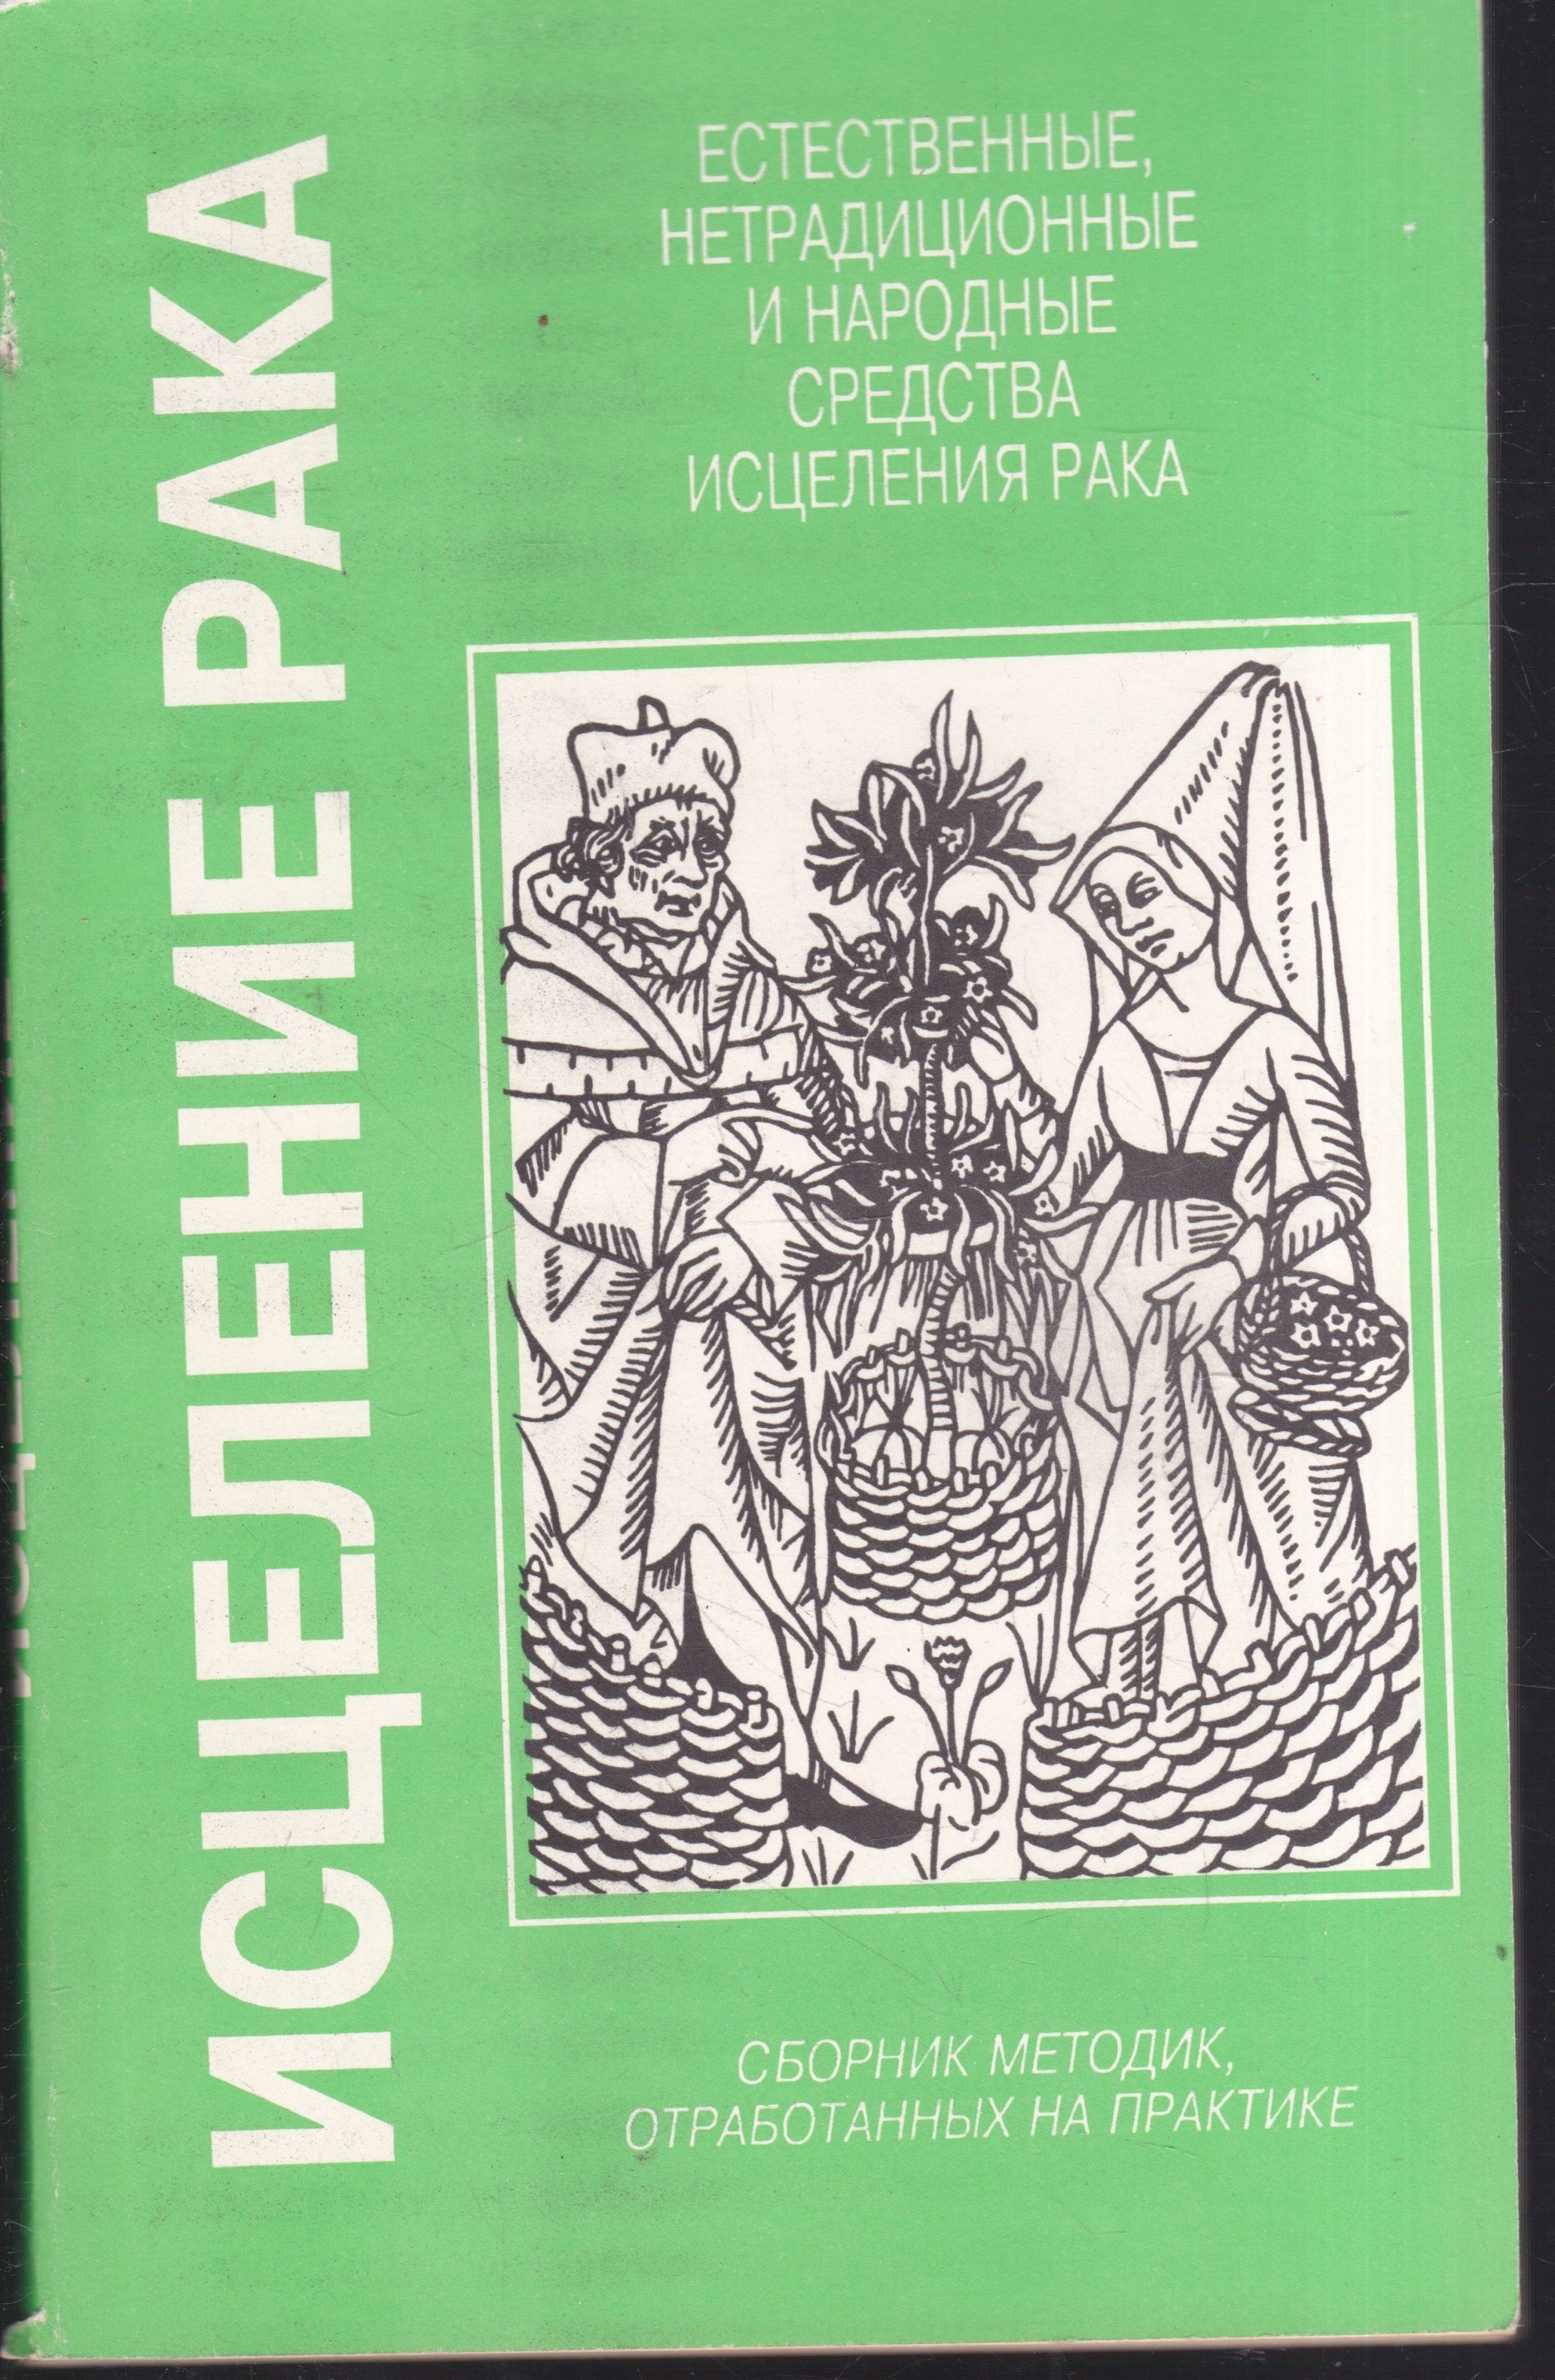 ИСЦЕЛЕНИЕ РАКА
ЕСТЕСТВЕННЫЕ,
НЕТРАДИЦИОННЫЕ
И НАРОДНЫЕ
СРЕДСТВА
ИСЦЕЛЕНИЯ РАКА
СБОРНИК МЕТОДИК,
ОТРАБОТАННЫХ НА ПРАКТИКЕ